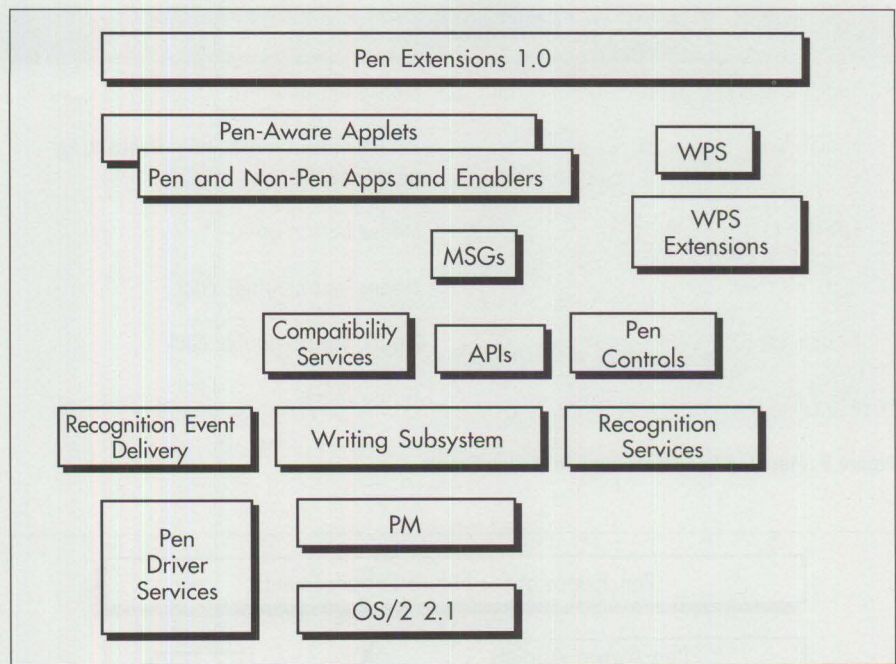 Pen Extensions 1.0
Pen-Aware Applets
WPS
Pen and Non-Pen Apps and Enablers
WPS
Extensions
MSGs
Compatibility
Services
APIs
Pen
Controls
Recognition Event
Delivery
Writing Subsystem
Recognition
Services
Pen
Driver
Services
PM
OS/2 2.1